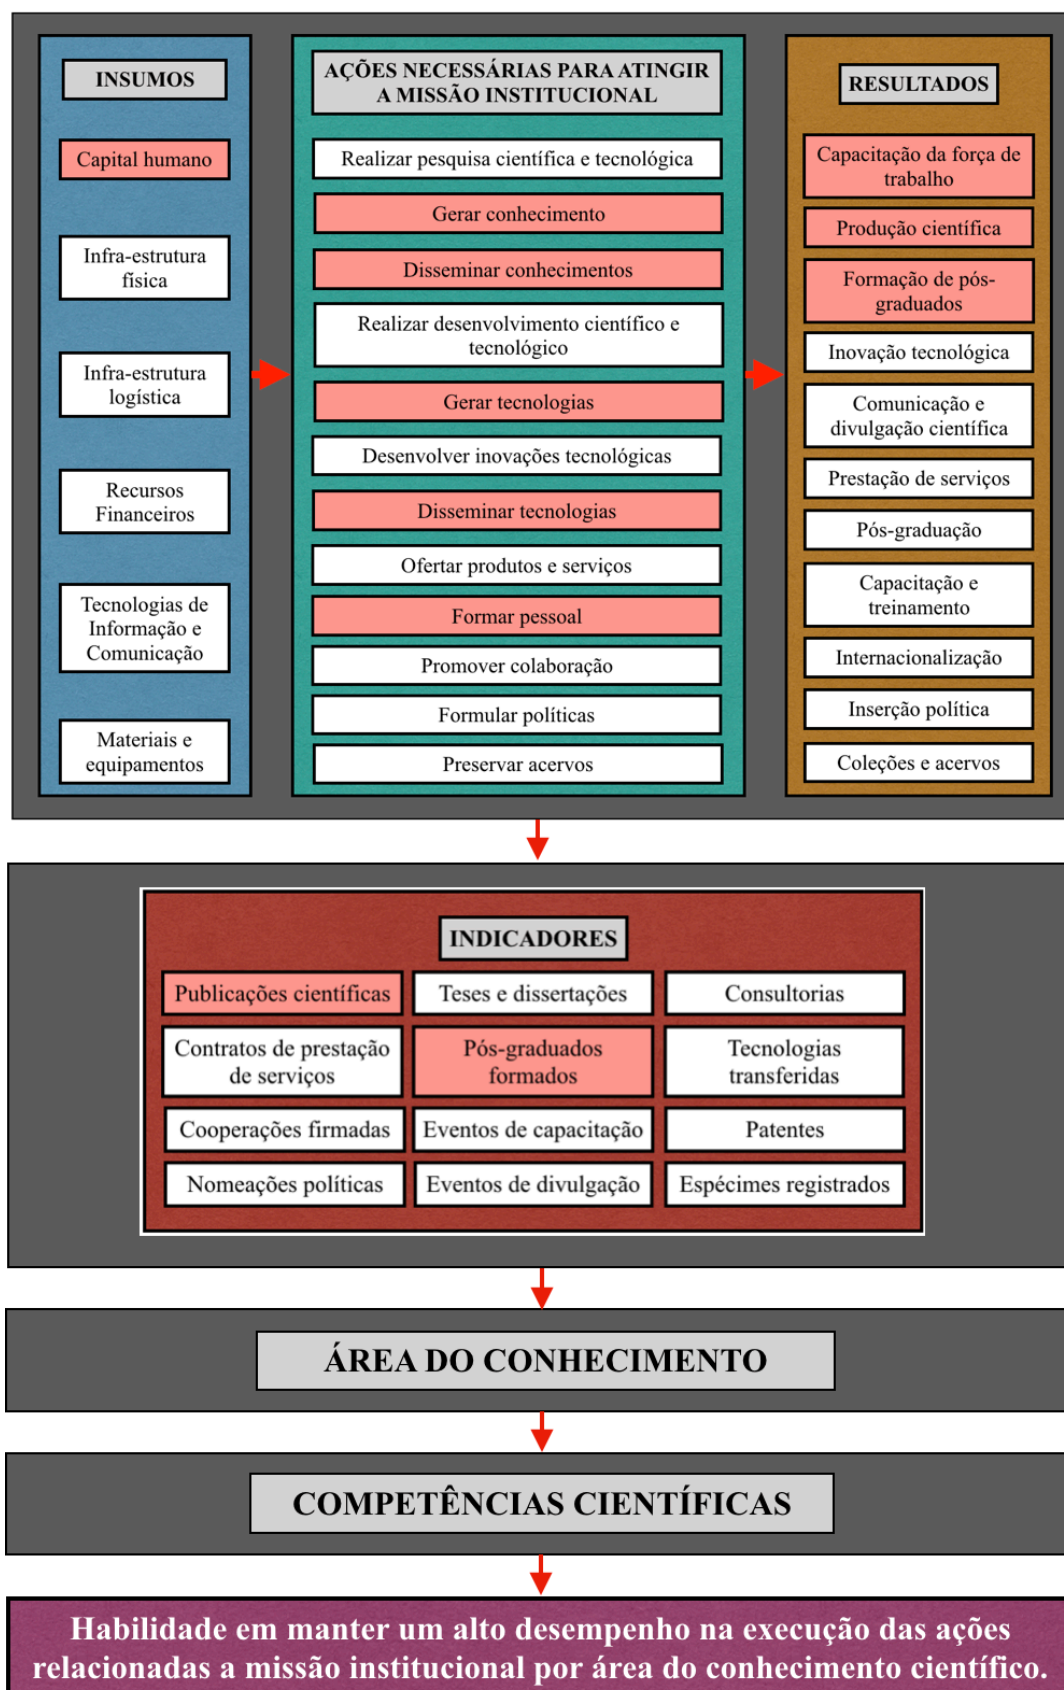 INSUMOS
Capital humano
Infra-estrutura
física
Infra-estrutura
logística
Recursos
Financeiros
Tecnologias de
Informação e
Comunicação
Materiais e
equipamentos
AÇÕES NECESSÁRIAS PARA ATINGIR
A MISSÃO INSTITUCIONAL
Realizar pesquisa científica e tecnológica
Gerar conhecimento
Disseminar conhecimentos
Realizar desenvolvimento científico e
tecnológico
Gerar tecnologias
Desenvolver inovações tecnológicas
Disseminar tecnologias
Ofertar produtos e serviços
Formar pessoal
Promover colaboração
Formular políticas
Preservar acervos
RESULTADOS
Capacitação da força de
trabalho
Produção científica
Formação de pós-
graduados
Inovação tecnológica
Comunicação e
divulgação científica
Prestação de serviços
Pós-graduação
Capacitação e
treinamento
Internacionalização
Inserção política
Coleções e acervos
INDICADORES
Publicações científicas
Teses e dissertações
Consultorias
Contratos de prestação
de serviços
Pós-graduados
formados
Tecnologias
transferidas
Cooperações firmadas
Eventos de capacitação
Patentes
Nomeações políticas
Eventos de divulgação
Espécimes registrados
ÁREA DO CONHECIMENTO
COMPETÊNCIAS CIENTÍFICAS
Habilidade em manter um alto desempenho na execução das ações
relacionadas a missão institucional por área do conhecimento científico.